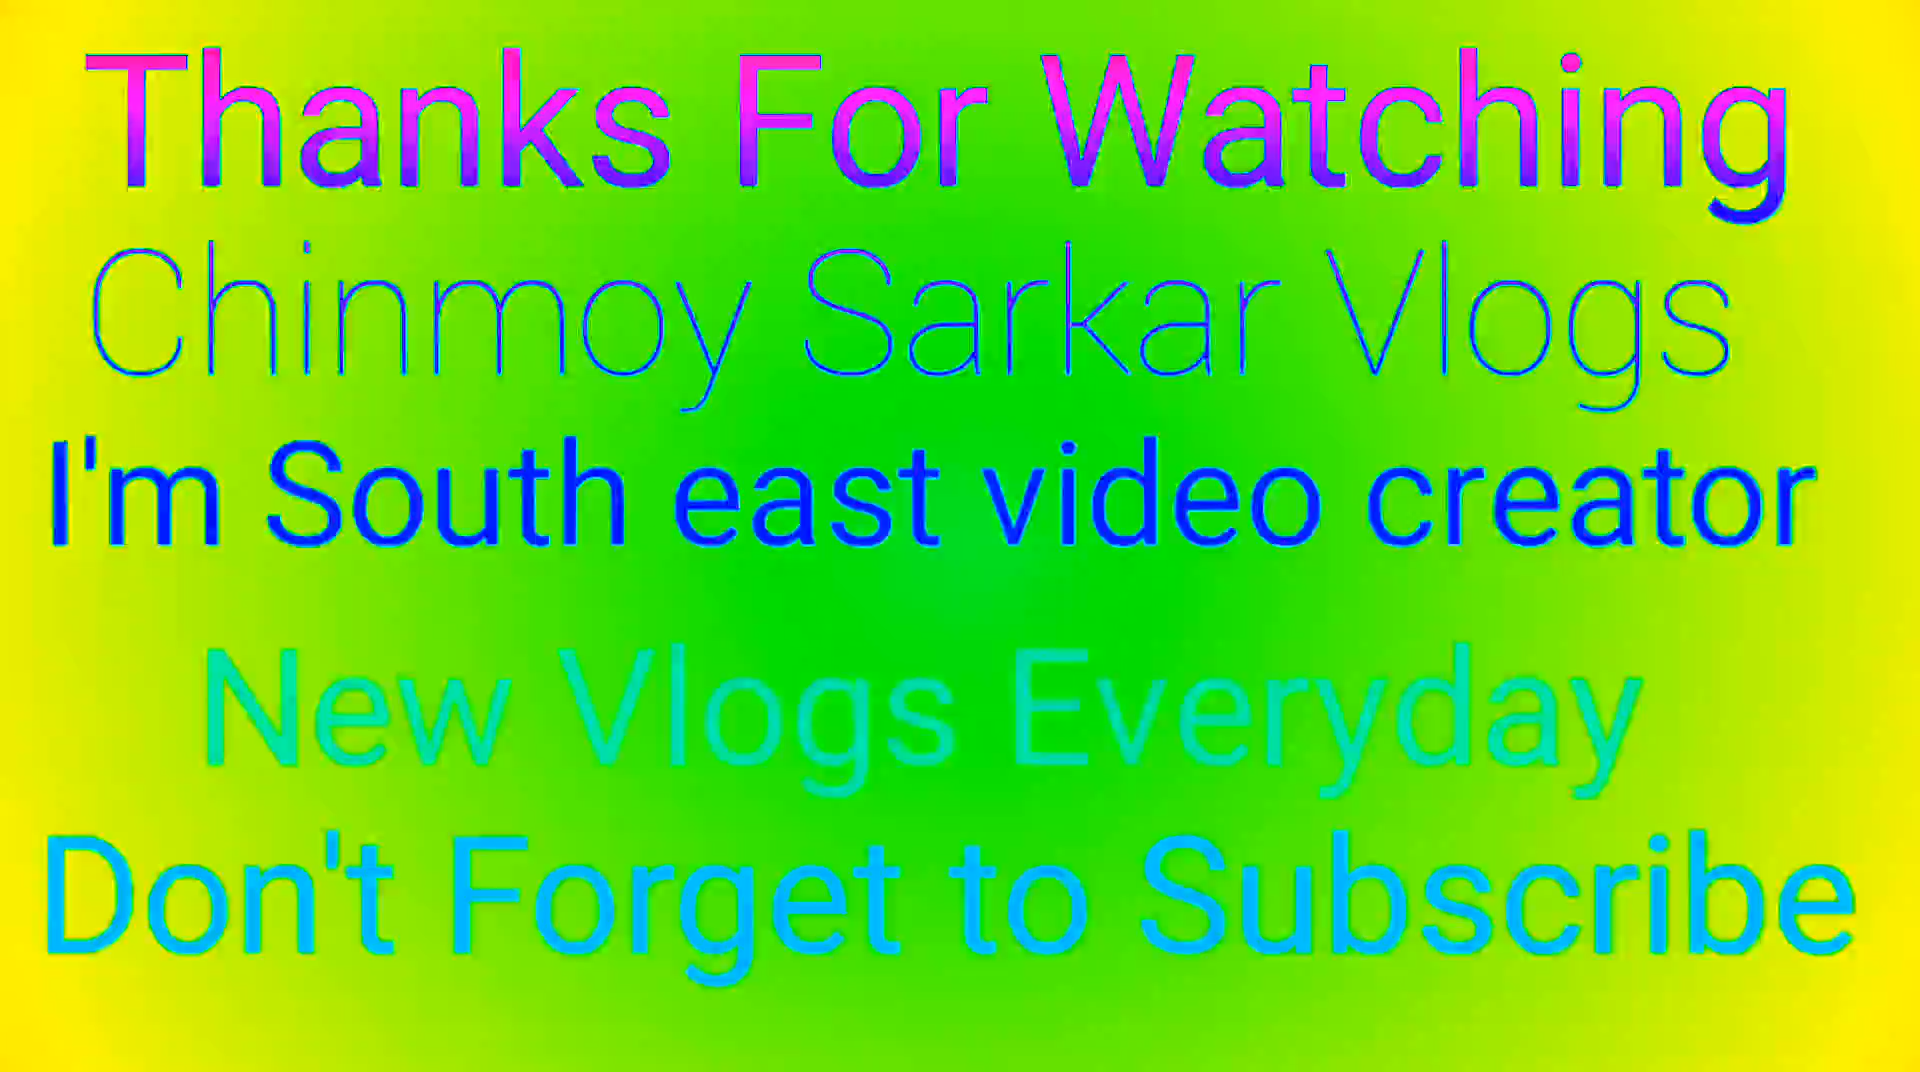 Thanks For Watching
Chinmoy Sarkar Vlogs
I'm South east video creator
New Vlogs Everyday
Don't Forget to Subscribe